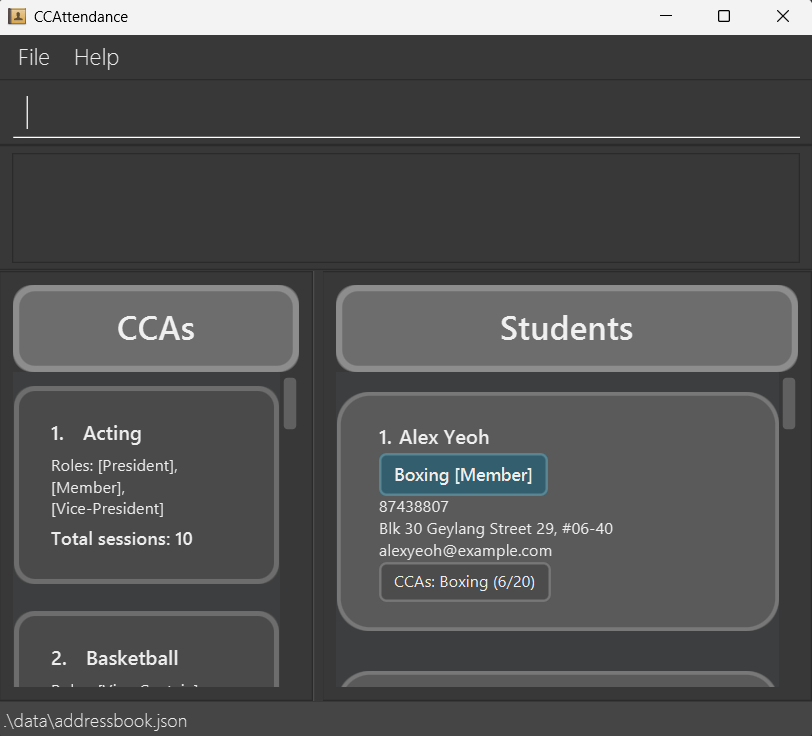 CCAttendance
File Help
CCAs
1. Acting
Roles: [President],
[Member],
[Vice-President]
Total sessions: 10
2. Basketball
Students
1. Alex Yeoh
Boxing [Member]
87438807
Blk 30 Geylang Street 29, #06-40
alexyeoh@example.com
CCAs: Boxing (6/20)
.\data\addressbook.json